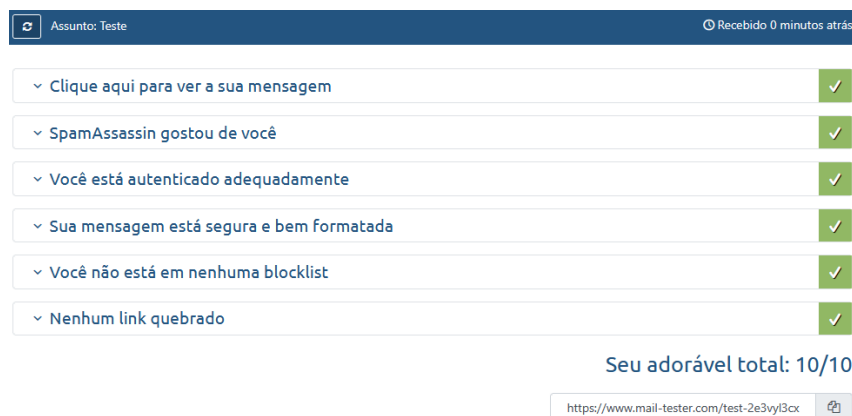 Assunto: Teste
Recebido 0 minutos atrás
Clique aqui para ver a sua mensagem
SpamAssassin gostou de você
Você está autenticado adequadamente
Sua mensagem está segura e bem formatada
Você não está em nenhuma blocklist
Nenhum link quebrado
Seu adorável total: 10/10
https://www.mail-tester.com/test-2e3vyl3cx